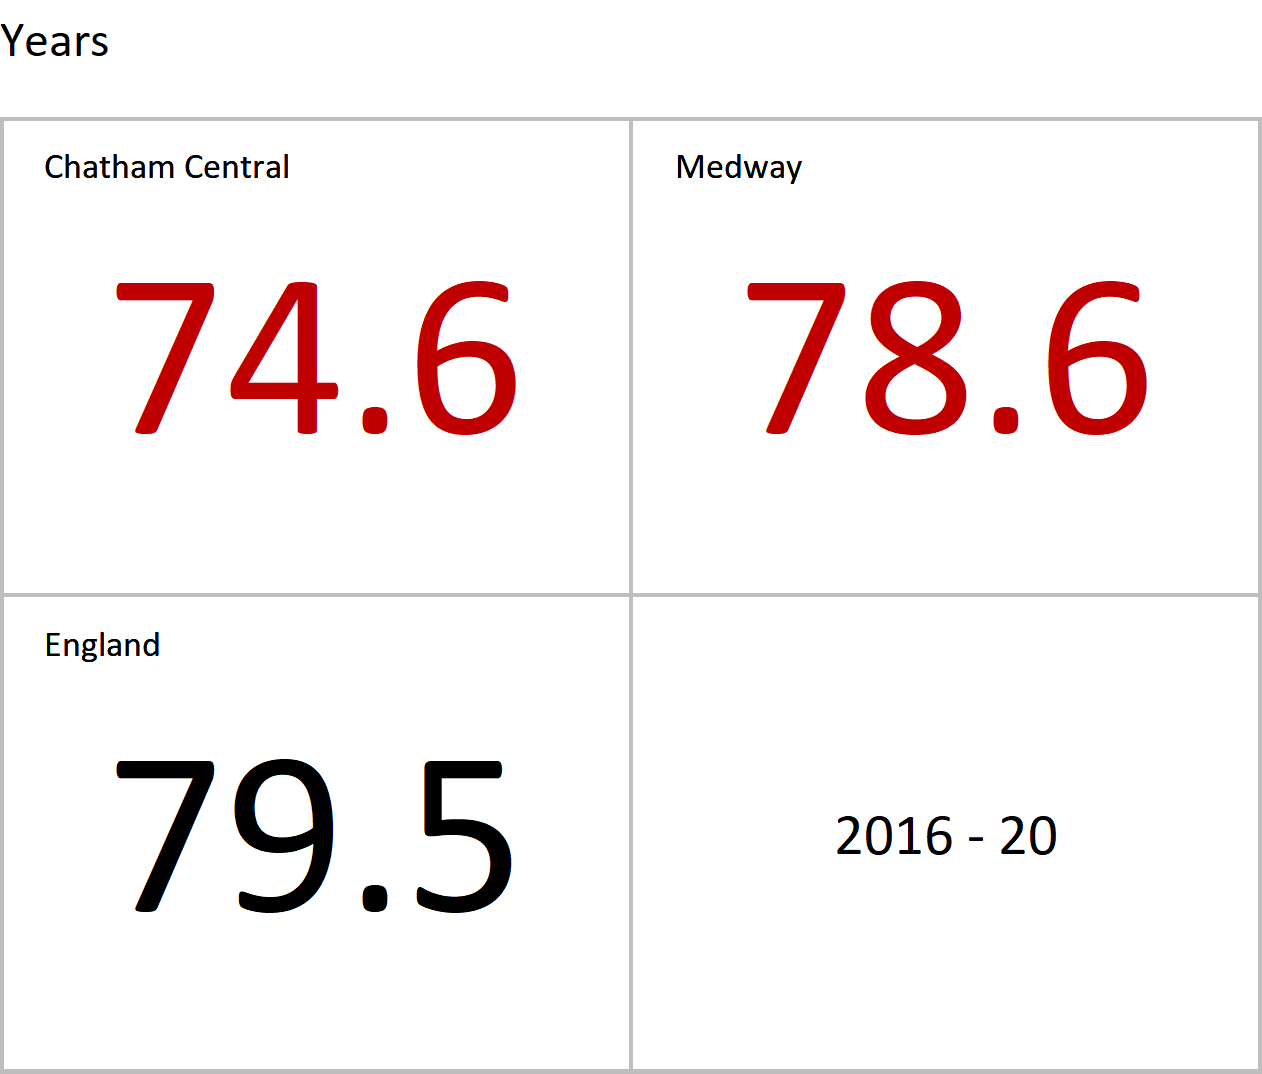 Years
Chatham Central
74.6
Medway
78.6
England
79.5
2016 - 20